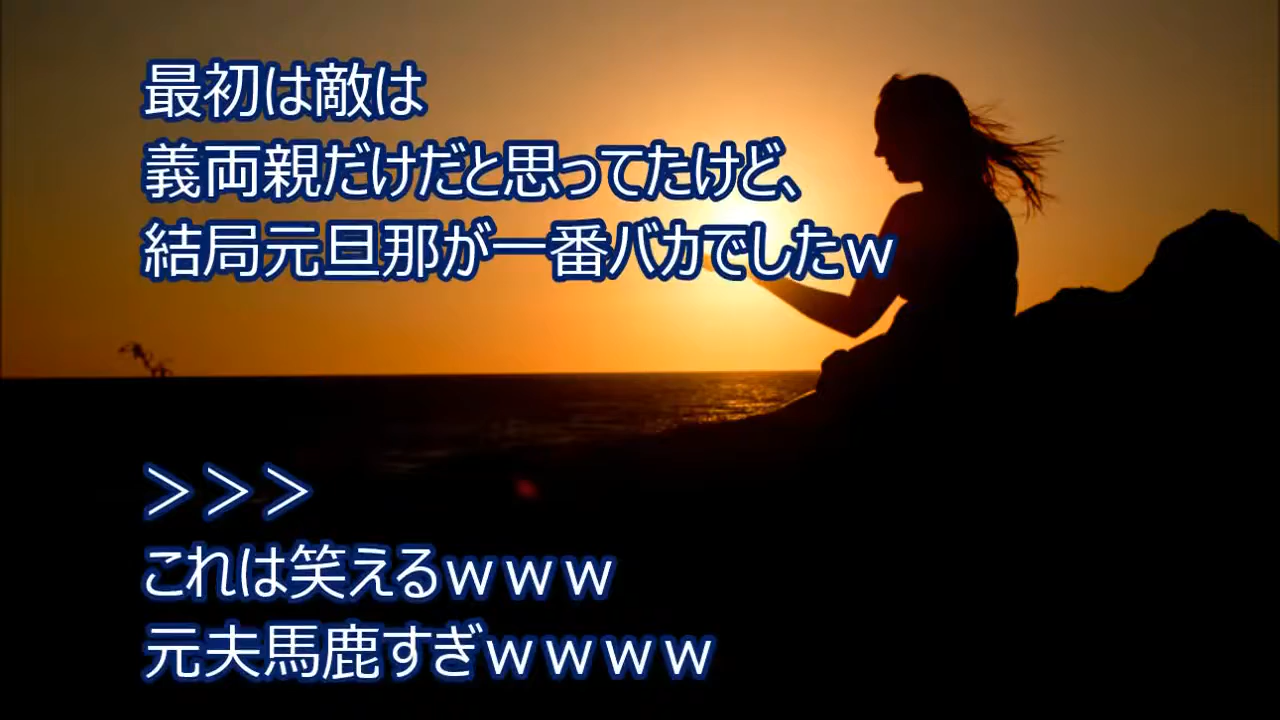 最初は敵は
義両親だけだと思ってたけど、
結局元旦那が一番バカでしたｗ
＞＞＞
これは笑えるｗｗｗ
元夫馬鹿すぎｗｗｗｗ